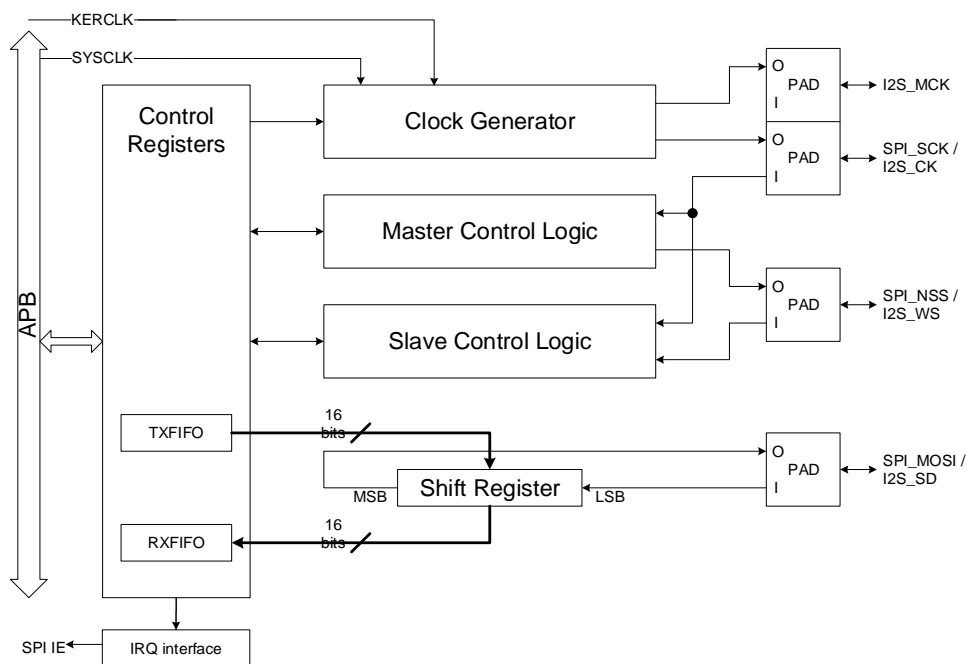 KERCLK
SYSCLK
APB
Control
Registers
Clock Generator
O
PAD
I
I2S_MCK
O
PAD
I
SPI_SCK /
I2S_CK
Master Control Logic
O
PAD
I
SPI_NSS /
I2S_WS
Slave Control Logic
TXFIFO
16
bits
O
PAD
I
SPI_MOSI /
I2S_SD
MSB
Shift Register
LSB
RXFIFO
16
bits
SPI IE
IRQ interface